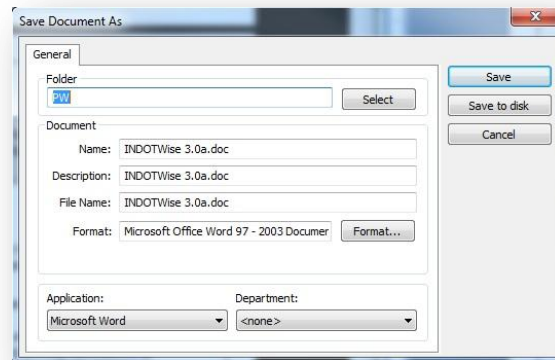 Save Document As
General
Folder
PW
Select
Document
Name: INDOTWise 3.0a.doc
Description: INDOTWise 3.0a.doc
File Name: INDOTWise 3.0a.doc
Format: Microsoft Office Word 97 - 2003 Documer Format...
Application: Department:
Microsoft Word <none>
Save
Save to disk
Cancel